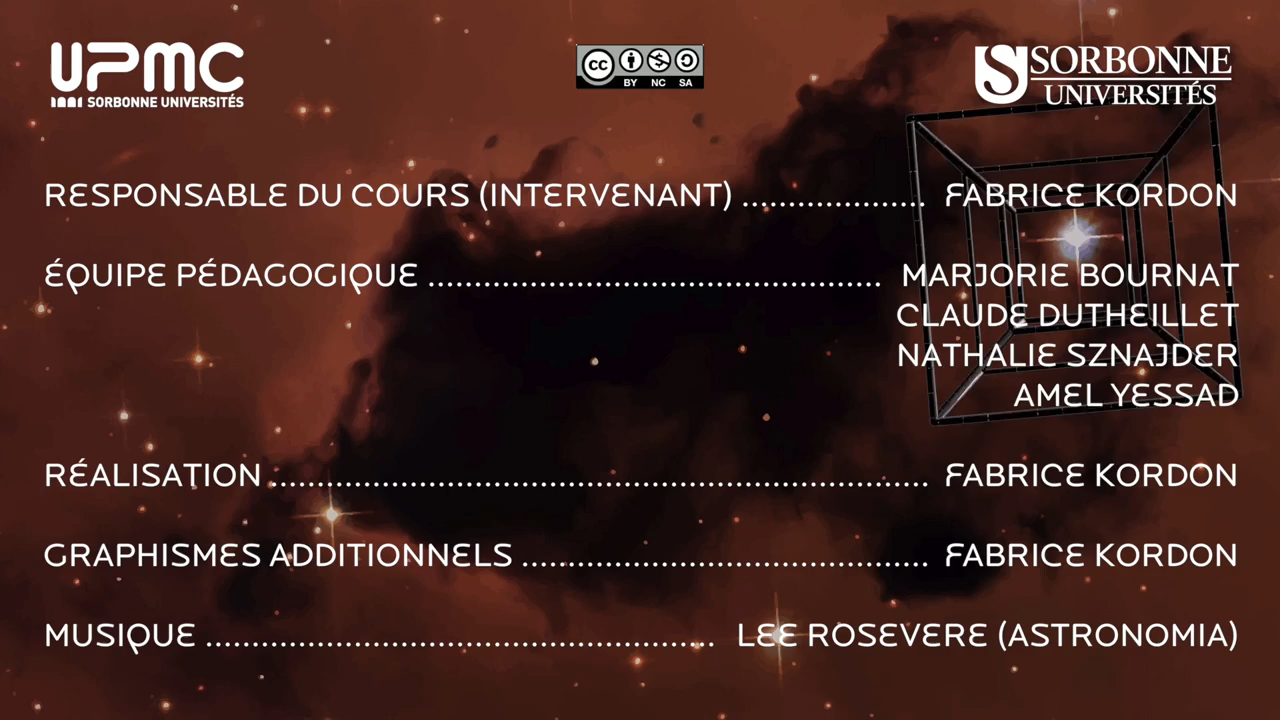 UPMC
SORBONNE UNIVERSITÉS
cc BY NC SA
SORBONNE
UNIVERSITÉS
RESPONSABLE DU COURS (INTERVENANT) .................... FABRICE KORDON
ÉQUIPE PÉDAGOGIQUE ................................................ MARJORIE BOURNAT
CLAUDE DUTHEILLET
NATHALIE SZNAJDER
AMEL YESSAD
RÉALISATION ...................................................................... FABRICE KORDON
GRAPHISMES ADDITIONNELS ........................................... FABRICE KORDON
MUSIQUE ...................................................... LEE ROSEVERE (ASTRONOMIA)